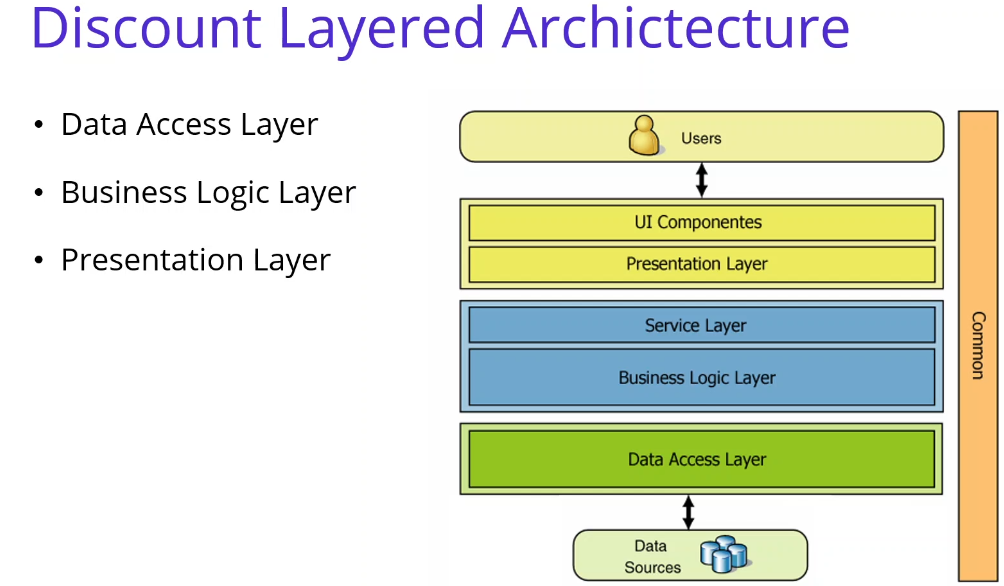 Discount Layered Archictecture
• Data Access Layer
• Business Logic Layer
• Presentation Layer
Users
UI Componentes
Presentation Layer
Service Layer
Business Logic Layer
Data Access Layer
Data
Sources
Common